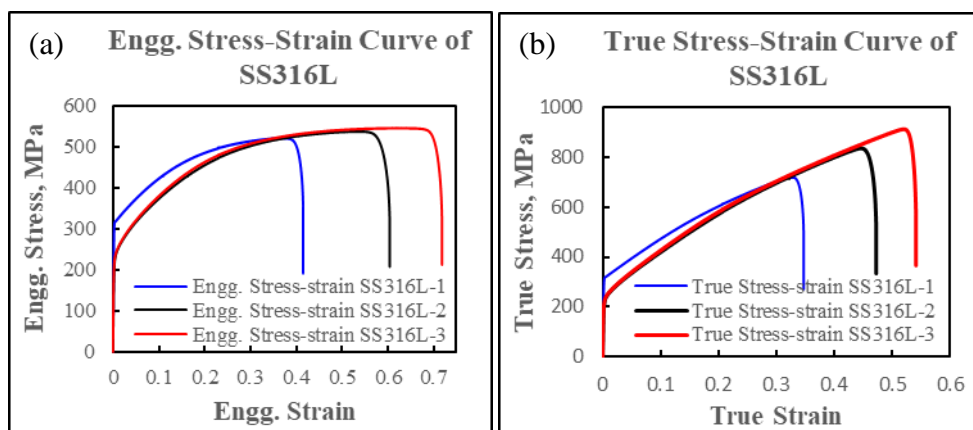 (a)
Engg. Stress-Strain Curve of
SS316L
Engg. Stress, MPa
600
500
400
300
200
100
0
Engg. Stress-strain SS316L-1
Engg. Stress-strain SS316L-2
Engg. Stress-strain SS316L-3
0 0.1 0.2 0.3 0.4 0.5 0.6 0.7
Engg. Strain
(b)
True Stress-Strain Curve of
SS316L
True Stress, MPa
1000
800
600
400
200
0
True Stress-strain SS316L-1
True Stress-strain SS316L-2
True Stress-strain SS316L-3
0 0.1 0.2 0.3 0.4 0.5 0.6
True Strain